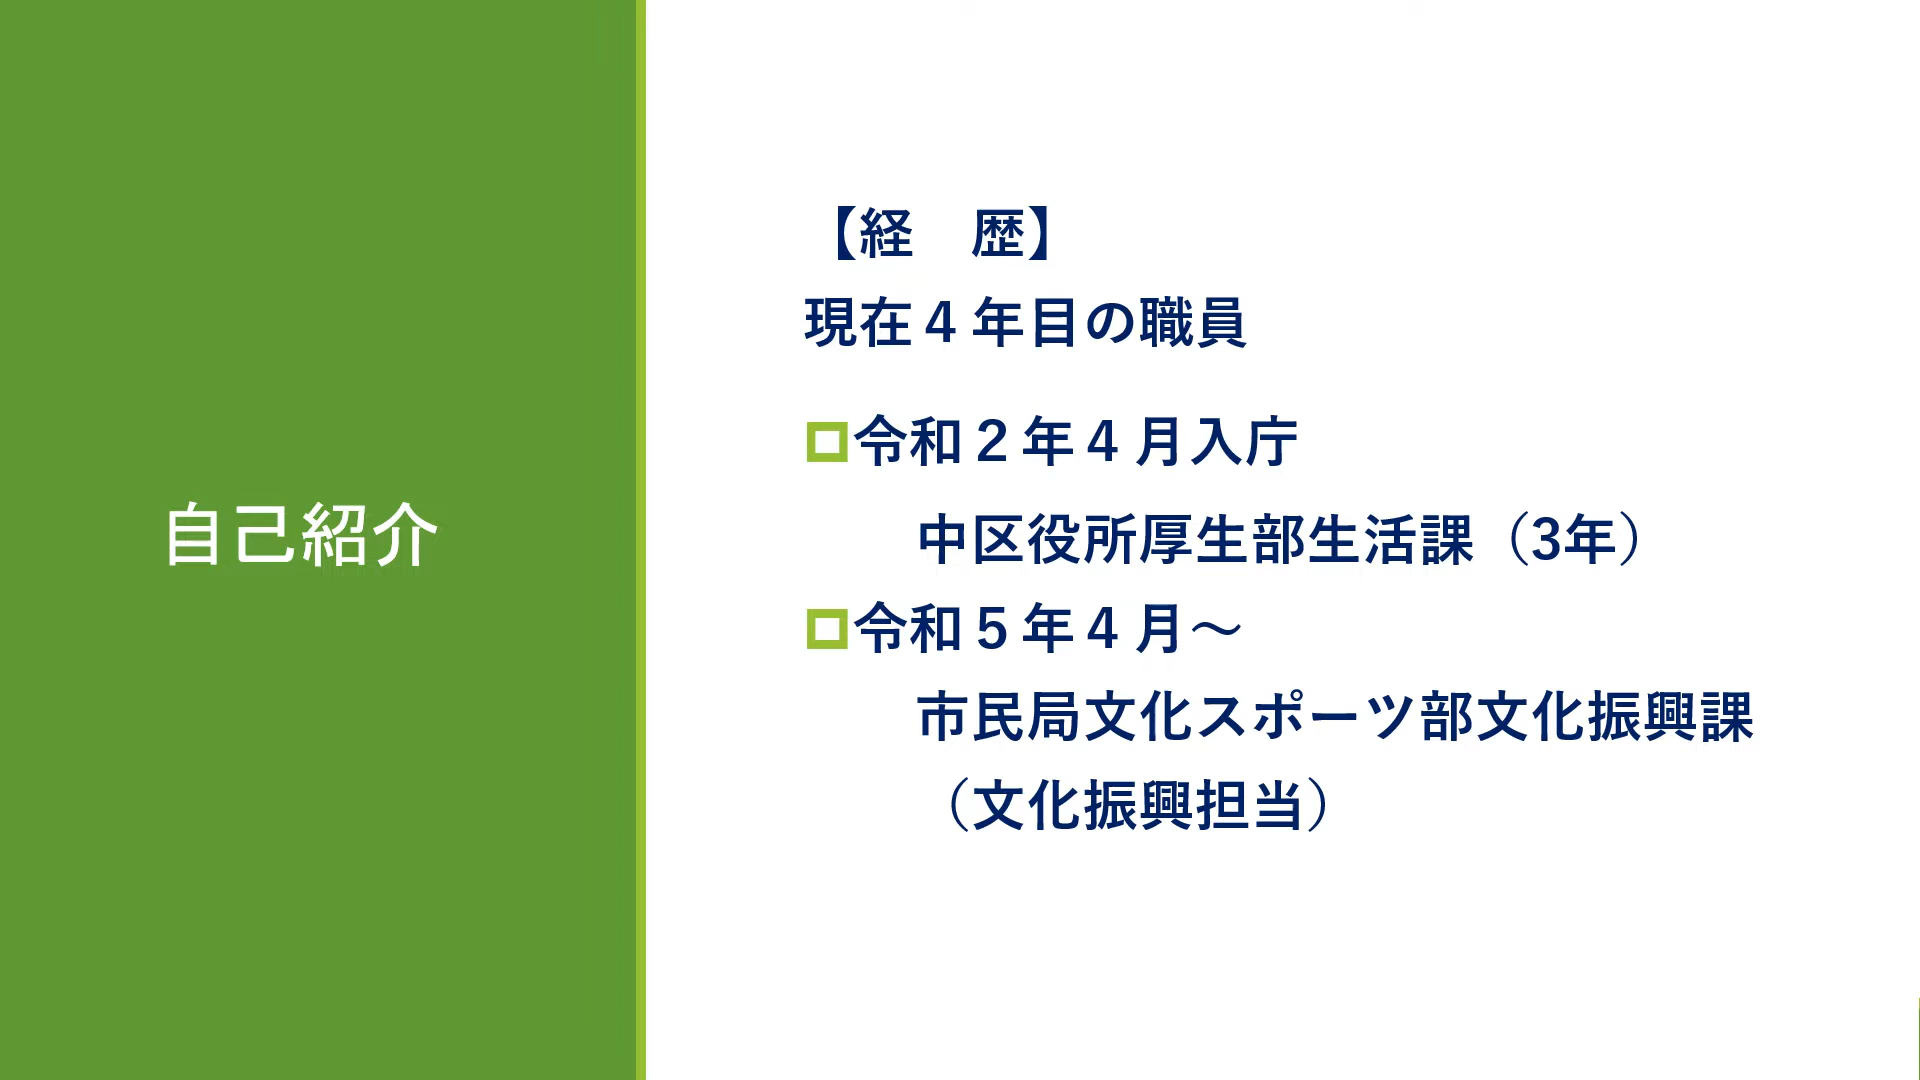 自己紹介
【経　歴】
現在４年目の職員
令和２年４月入庁
中区役所厚生部生活課（3年）
令和５年４月～
市民局文化スポーツ部文化振興課
（文化振興担当）